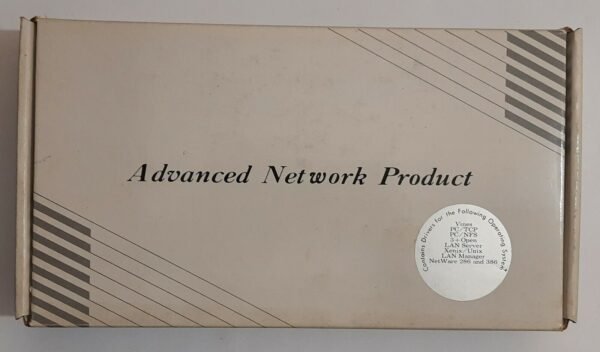 Advanced Network Product
Contains Drivers for the Following Operating System
Vines
PC/TCP
PC/NFS
3+Open
LAN Server
Xenix/Unix
LAN Manager
NetWare 286 and 386